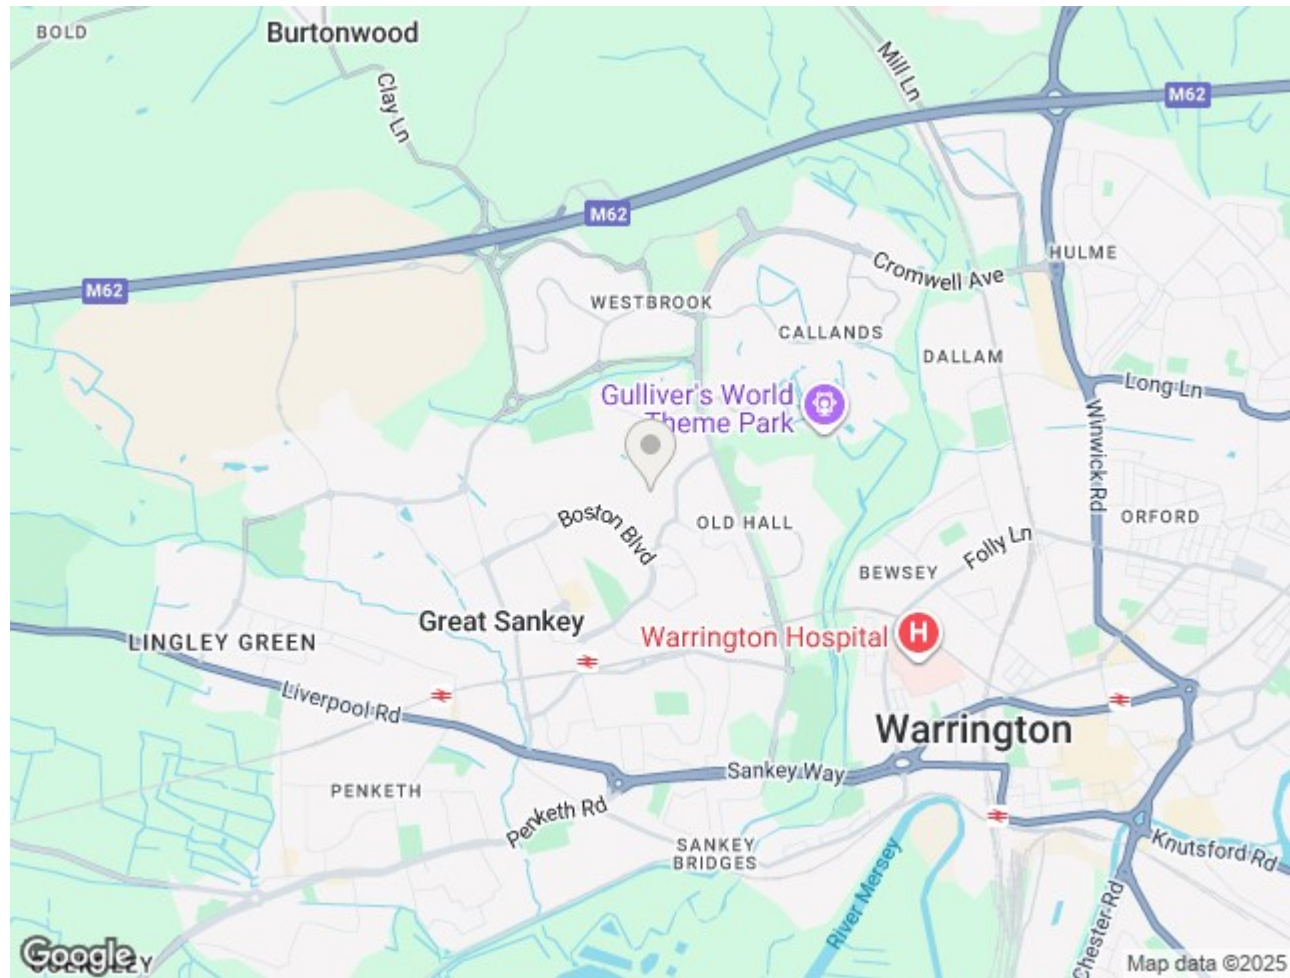 BOLD
Burtonwood
Clay Ln
Mill Ln
M62
M62
M62
HULME
Cromwell Ave
WESTBROOK
CALLANDS
DALLAM
Long Ln
Gulliver's World
Theme Park
Winwick Rd
Boston Blvd
OLD HALL
ORFORD
Folly Ln
BEWSEY
Great Sankey
LINGLEY GREEN
Warrington Hospital
H
Liverpool Rd
Warrington
Sankey Way
PENKETH
Penketh Rd
SANKEY
BRIDGES
Knutsford Rd
River Mersey
Chester Rd
Google
Map data ©2025